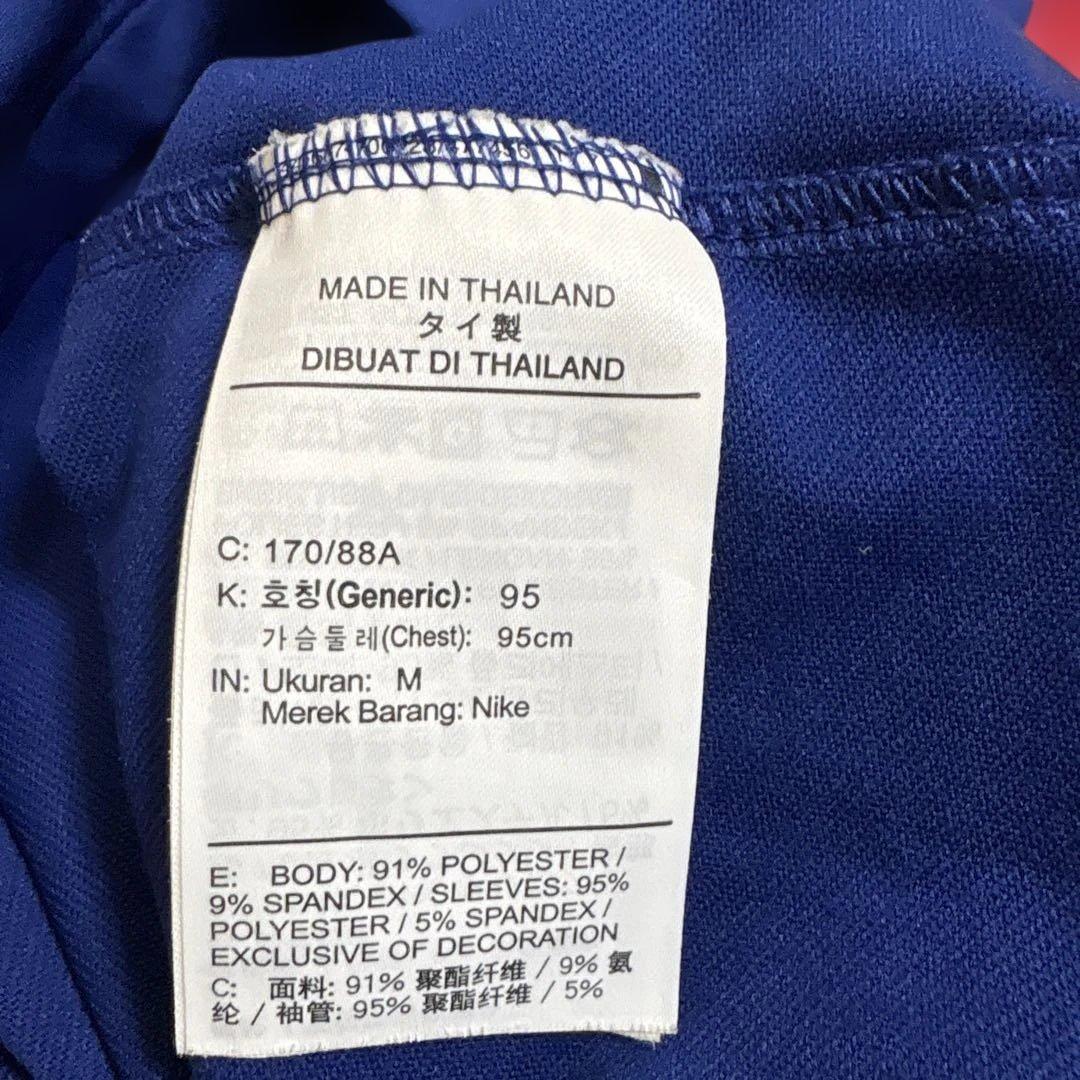 MADE IN THAILAND
タイ製
DIBUAT DI THAILAND
C: 170/88A
K: 호칭(Generic): 95
가슴둘레(Chest): 95cm
IN: Ukuran: M
Merek Barang: Nike
E: BODY: 91% POLYESTER /
9% SPANDEX / SLEEVES: 95%
POLYESTER / 5% SPANDEX /
EXCLUSIVE OF DECORATION
C: 面料: 91% 聚酯纤维 / 9% 氨
纶 / 袖管: 95% 聚酯纤维 / 5%